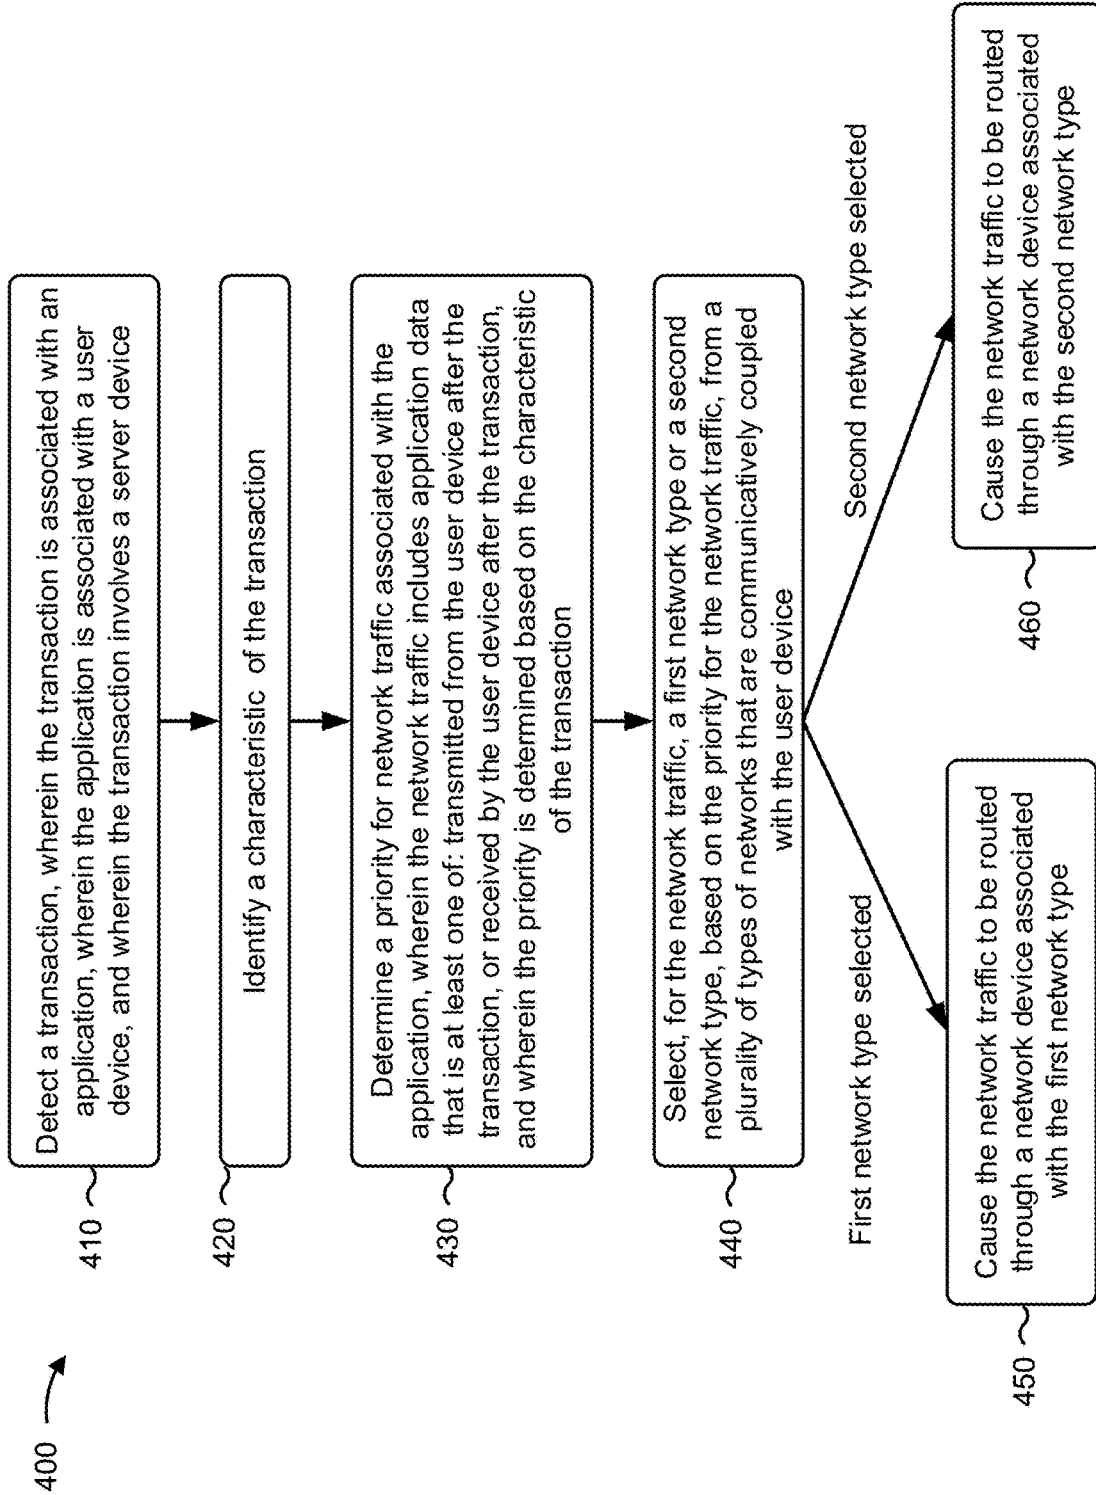 400
410
Detect a transaction, wherein the transaction is associated with an
application, wherein the application is associated with a user
device, and wherein the transaction involves a server device
420
Identify a characteristic of the transaction
430
Determine a priority for network traffic associated with the
application, wherein the network traffic includes application data
that is at least one of: transmitted from the user device after the
transaction, or received by the user device after the transaction,
and wherein the priority is determined based on the characteristic
of the transaction
440
Select, for the network traffic, a first network type or a second
network type, based on the priority for the network traffic, from a
plurality of types of networks that are communicatively coupled
with the user device
First network type selected
Second network type selected
450
Cause the network traffic to be routed
through a network device associated
with the first network type
460
Cause the network traffic to be routed
through a network device associated
with the second network type